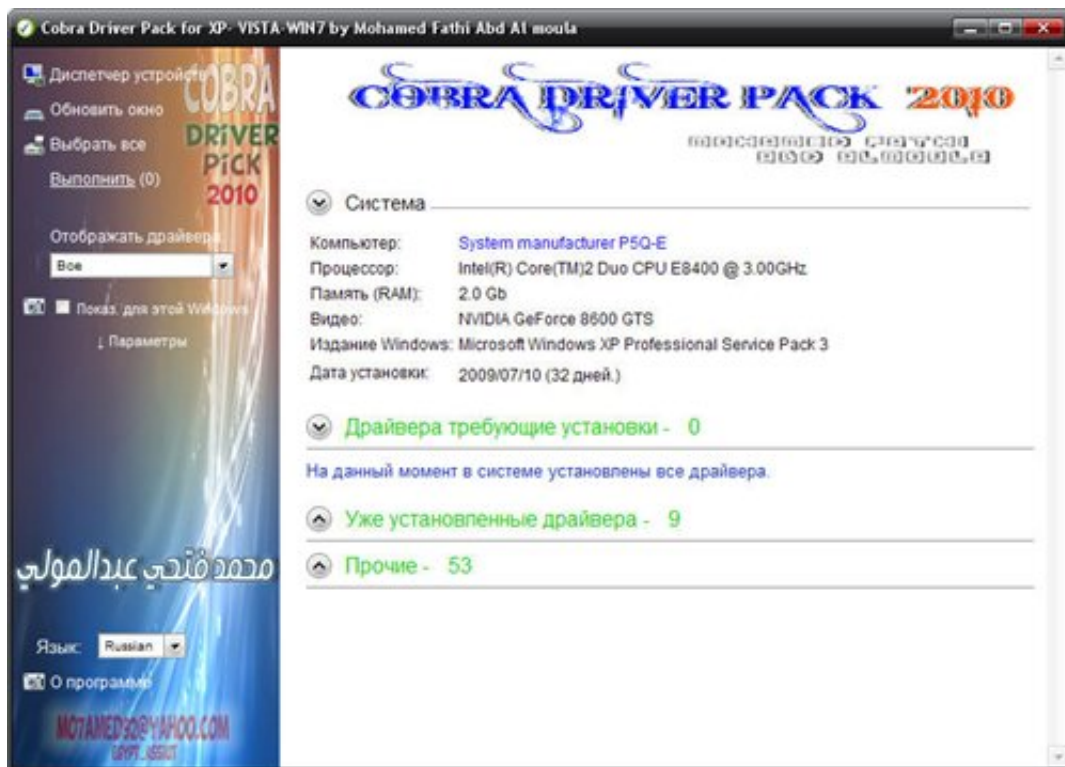 Cobra Driver Pack for XP- VISTA-WIN7 by Mohamed Fathi Abd Al moula
Диспетчер устройств
Обновить окно
Выбрать все
Выполнить (0)
COBRA
DRiVER
PiCK
2010
Отображать драйвера
Все
Показ. для этой Windows
↓ Параметры
محمد فتحي عبدالمولي
Язык: Russian
О программе
MO7AMED32@YAHOO.COM
EGYPT_ASSIUT
COBRA DRiVER PACK 2010
Система
Компьютер: System manufacturer P5Q-E
Процессор: Intel(R) Core(TM)2 Duo CPU E8400 @ 3.00GHz
Память (RAM): 2.0 Gb
Видео: NVIDIA GeForce 8600 GTS
Издание Windows: Microsoft Windows XP Professional Service Pack 3
Дата установки: 2009/07/10 (32 дней.)
Драйвера требующие установки - 0
На данный момент в системе установлены все драйвера.
Уже установленные драйвера - 9
Прочие - 53